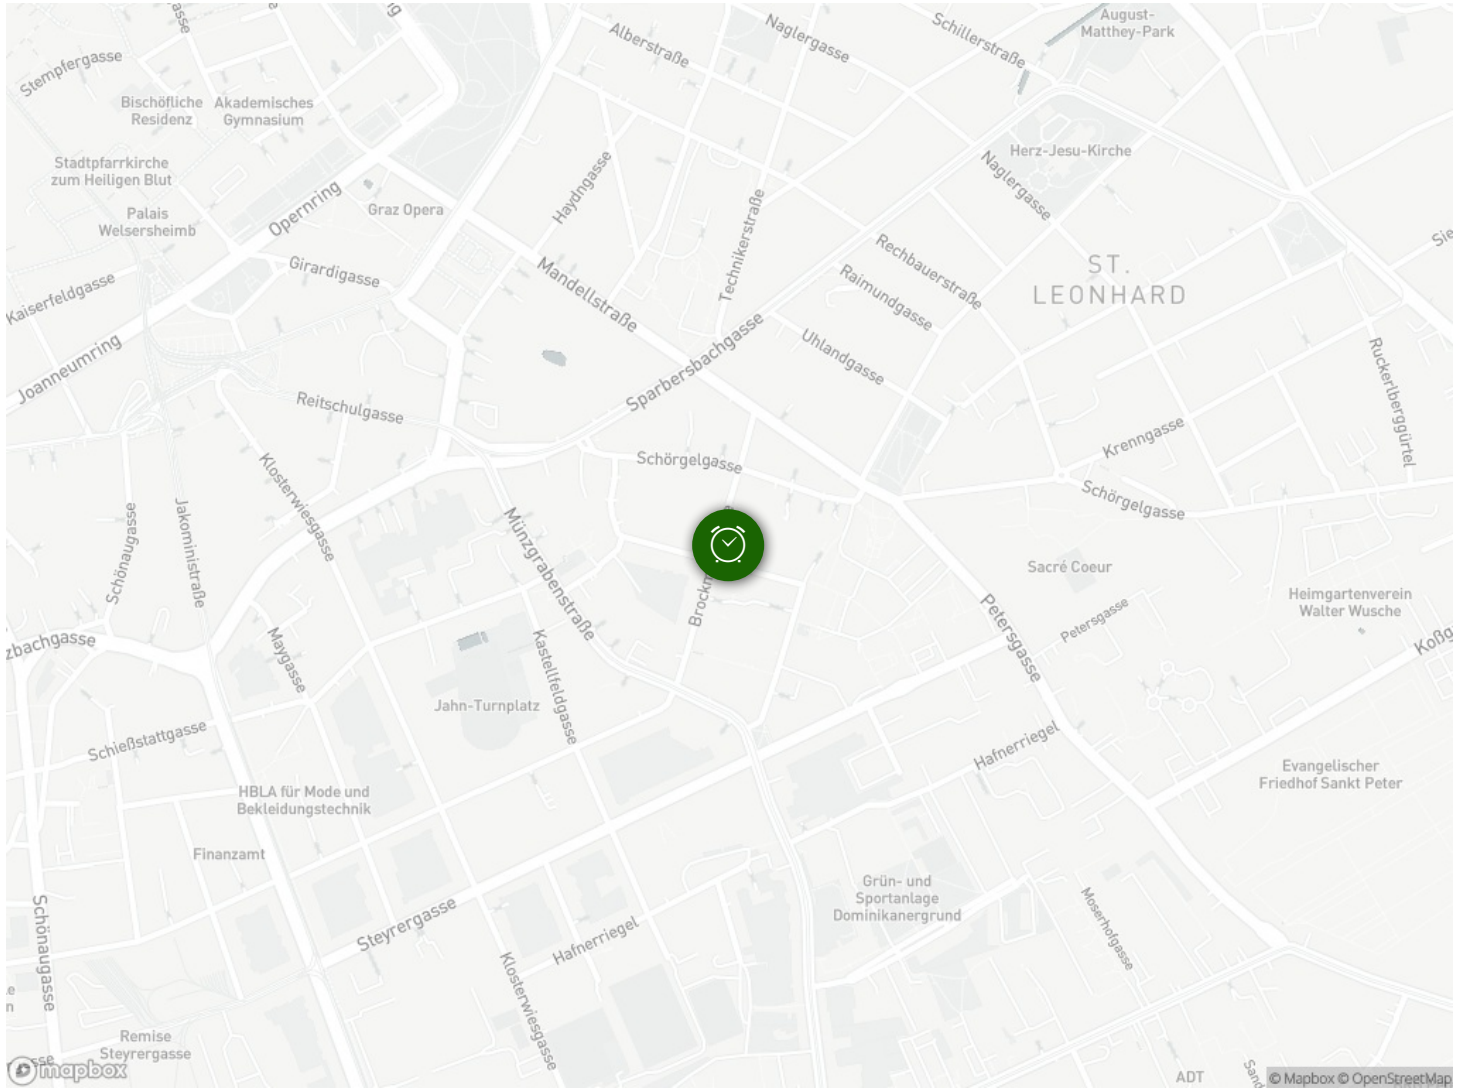 August-
Matthey-Park
Schillerstraße
Naglergasse
Alberstraße
Stempfergasse
Bischöfliche
Residenz
Akademisches
Gymnasium
Herz-Jesu-Kirche
Stadtpfarrkirche
zum Heiligen Blut
Naglergasse
Haydngasse
Opernring
Graz Opera
Palais
Welsersheimb
Technikerstraße
Rechbauerstraße
ST.
LEONHARD
Girardigasse
Kaiserfeldgasse
Mandellstraße
Raimundgasse
Uhlandgasse
Joanneumring
Sparbersbachgasse
Ruckerlberggürtel
Reitschulgasse
Krenngasse
Schörgelgasse
Klosterwiesgasse
Schörgelgasse
Jakoministraße
Schönaugasse
Münzgrabenstraße
Sacré Coeur
Heimgartenverein
Walter Wusche
Petersgasse
Petersgasse
Maygasse
Kastellfeldgasse
Jahn-Turnplatz
Schießstattgasse
Hafnerriegel
Evangelischer
Friedhof Sankt Peter
HBLA für Mode und
Bekleidungstechnik
Finanzamt
Grün- und
Sportanlage
Dominikanergrund
Steyrergasse
Schönaugasse
Hafnerriegel
Moserhofgasse
Klosterwiesgasse
Remise
Steyrergasse
ADT
mapbox
© Mapbox © OpenStreetMap